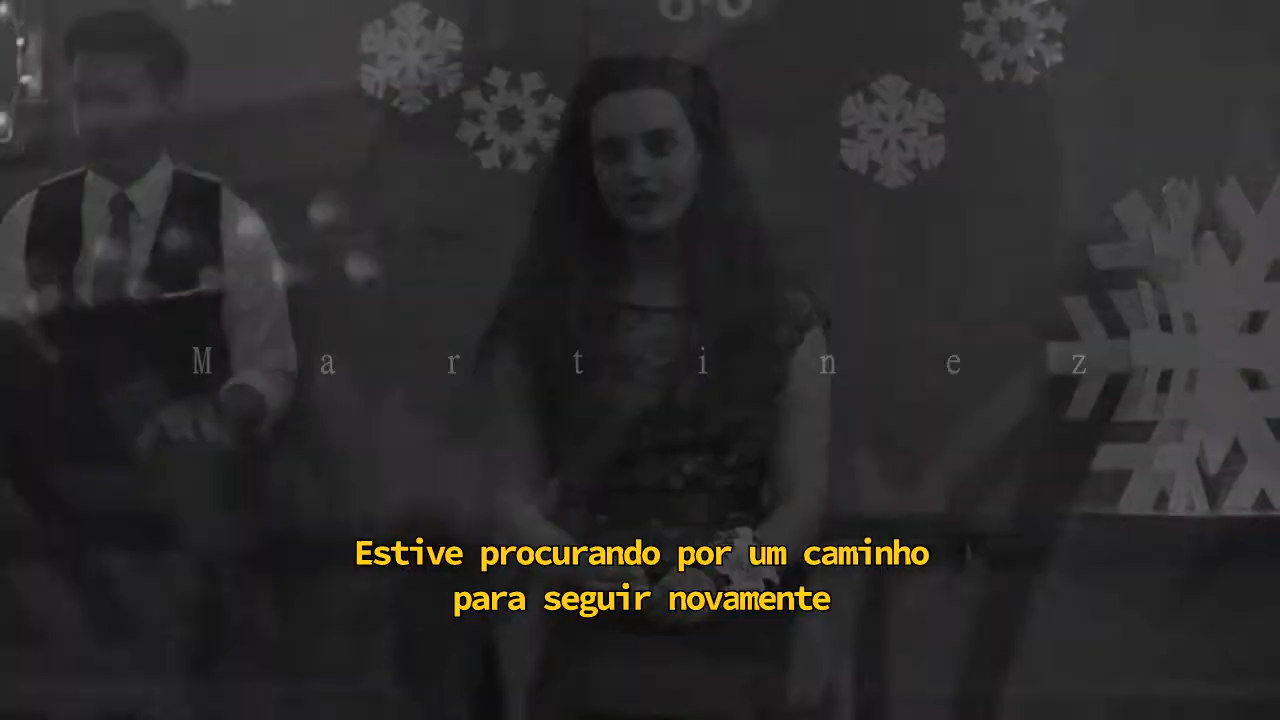 M a r t i n e z
Estive procurando por um caminho
para seguir novamente